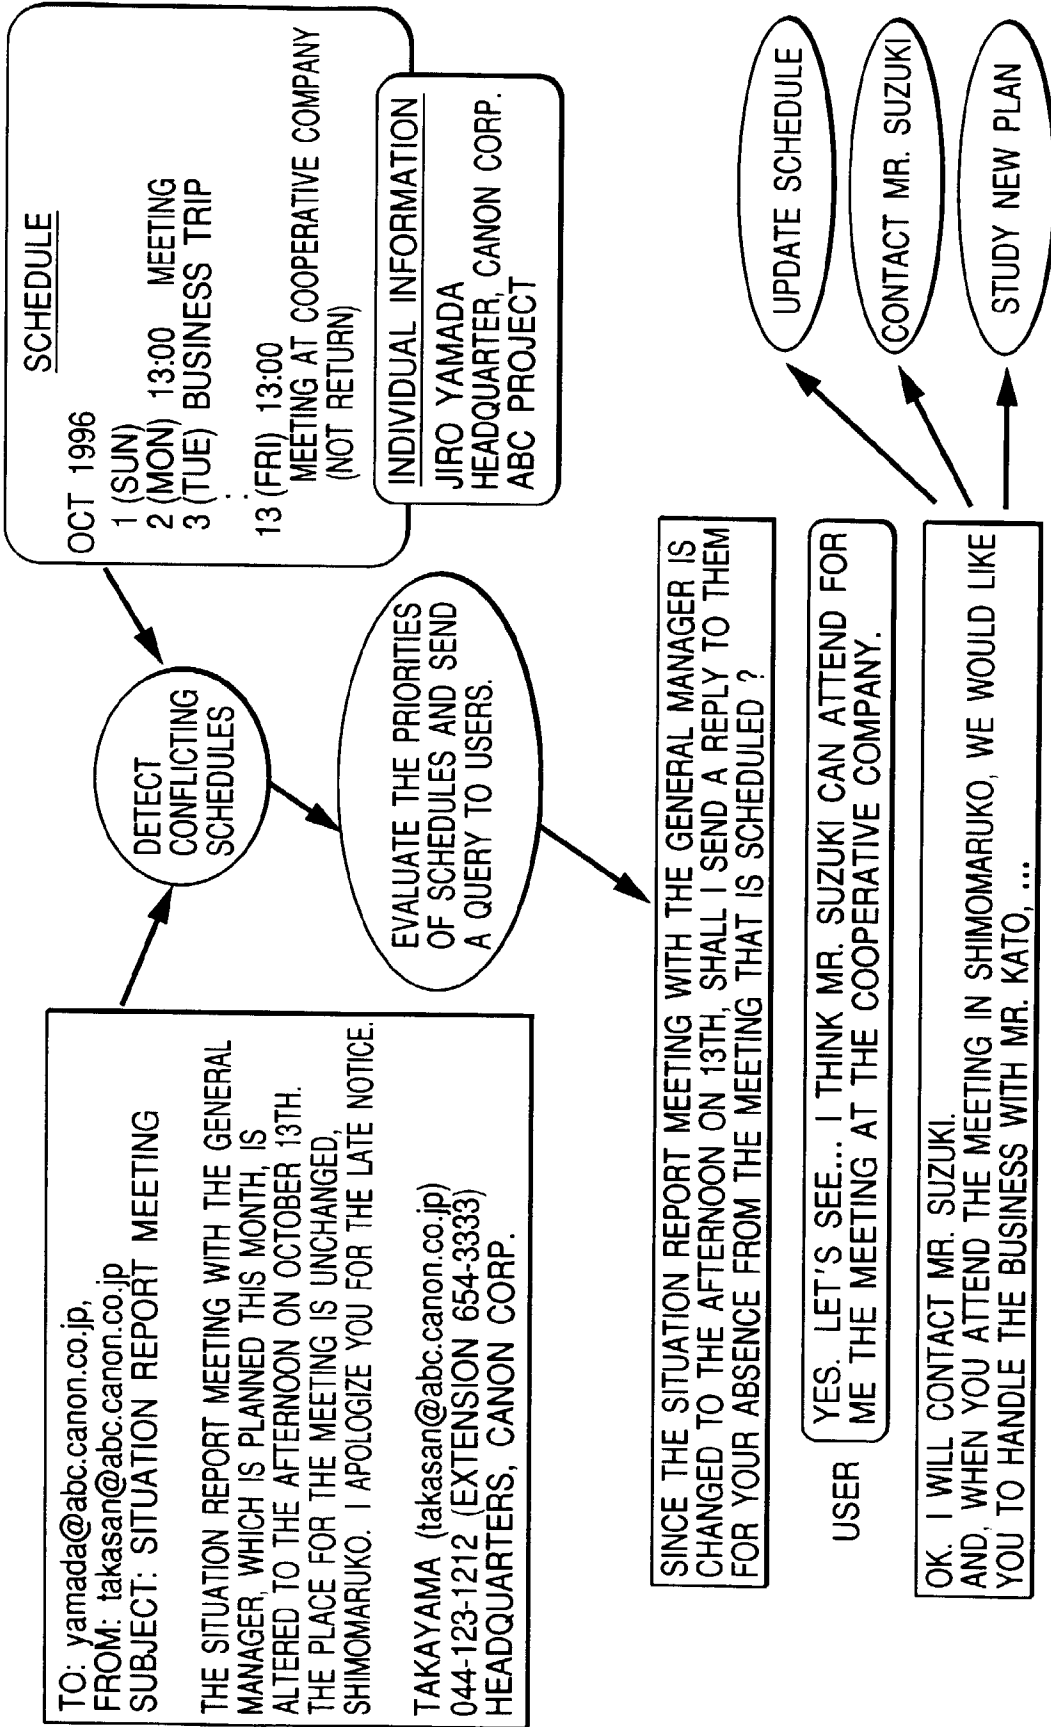 TO: yamada@abc.canon.co.jp,
FROM: takasan@abc.canon.co.jp
SUBJECT: SITUATION REPORT MEETING
THE SITUATION REPORT MEETING WITH THE GENERAL
MANAGER, WHICH IS PLANNED THIS MONTH, IS
ALTERED TO THE AFTERNOON ON OCTOBER 13TH.
THE PLACE FOR THE MEETING IS UNCHANGED,
SHIMOMARUKO. I APOLOGIZE YOU FOR THE LATE NOTICE.
TAKAYAMA (takasan@abc.canon.co.jp)
044-123-1212 (EXTENSION 654-3333)
HEADQUARTERS, CANON CORP.
DETECT
CONFLICTING
SCHEDULES
SCHEDULE
OCT 1996
1 (SUN)
2 (MON) 13:00 MEETING
3 (TUE) BUSINESS TRIP
:
13 (FRI) 13:00
MEETING AT COOPERATIVE COMPANY
(NOT RETURN)
INDIVIDUAL INFORMATION
JIRO YAMADA
HEADQUARTER, CANON CORP.
ABC PROJECT
EVALUATE THE PRIORITIES
OF SCHEDULES AND SEND
A QUERY TO USERS.
SINCE THE SITUATION REPORT MEETING WITH THE GENERAL MANAGER IS
CHANGED TO THE AFTERNOON ON 13TH, SHALL I SEND A REPLY TO THEM
FOR YOUR ABSENCE FROM THE MEETING THAT IS SCHEDULED ?
USER
YES. LET'S SEE... I THINK MR. SUZUKI CAN ATTEND FOR
ME THE MEETING AT THE COOPERATIVE COMPANY.
OK. I WILL CONTACT MR. SUZUKI.
AND, WHEN YOU ATTEND THE MEETING IN SHIMOMARUKO, WE WOULD LIKE
YOU TO HANDLE THE BUSINESS WITH MR. KATO, ...
UPDATE SCHEDULE
CONTACT MR. SUZUKI
STUDY NEW PLAN